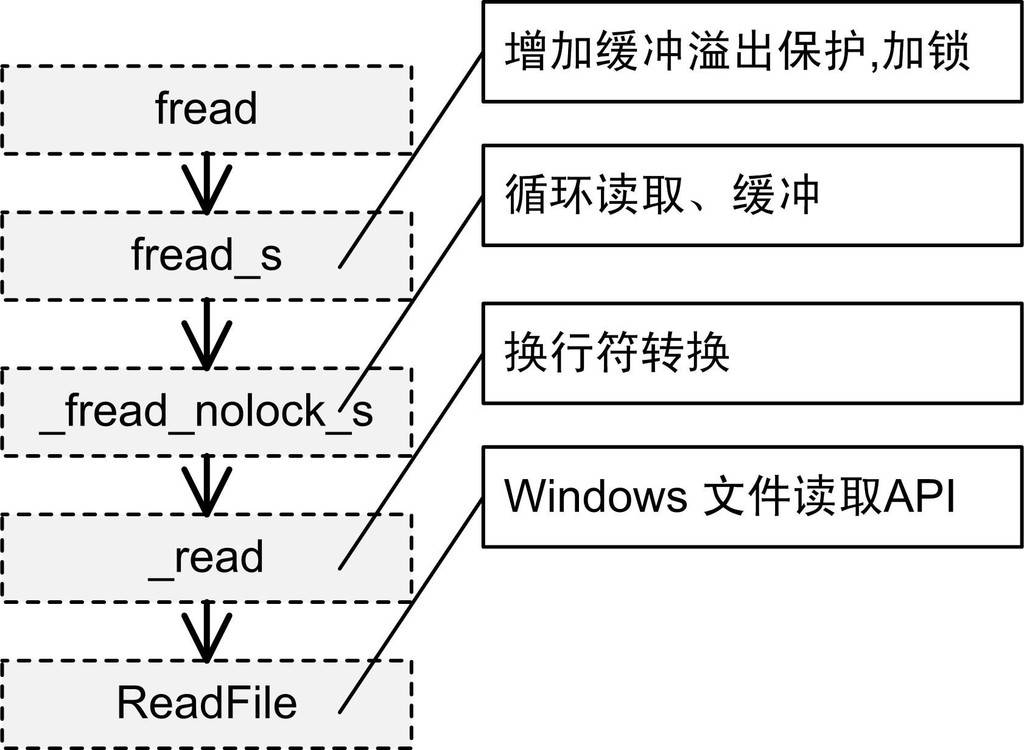 增加缓冲溢出保护,加锁
fread
循环读取、缓冲
fread_s
换行符转换
_fread_nolock_s
Windows 文件读取API
_read
ReadFile